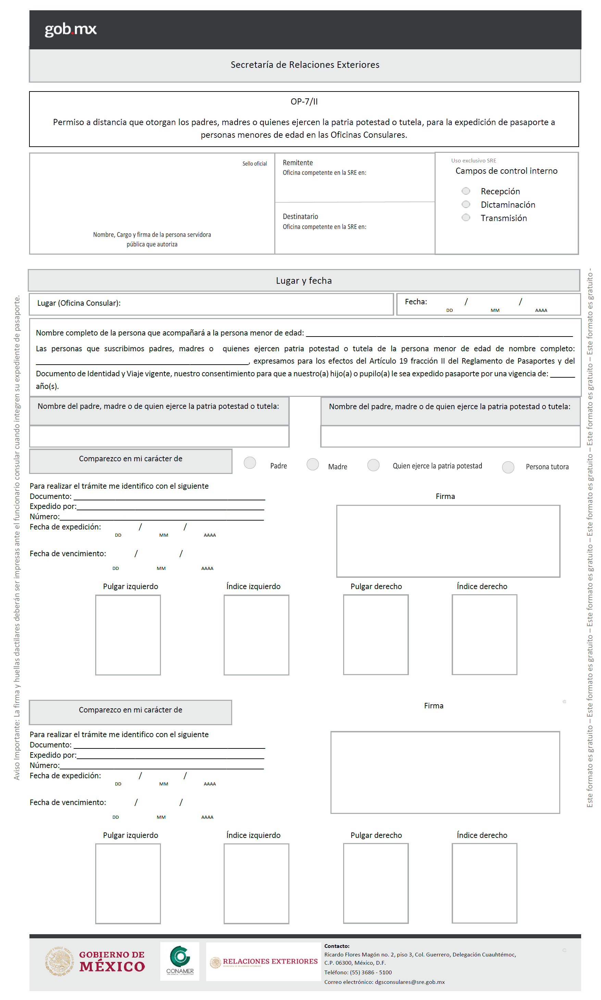 gob.mx
Secretaría de Relaciones Exteriores
OP-7/II
Permiso a distancia que otorgan los padres, madres o quienes ejercen la patria potestad o tutela, para la expedición de pasaporte a
personas menores de edad en las Oficinas Consulares.
Sello oficial
Nombre, Cargo y firma de la persona servidora
pública que autoriza
Remitente
Oficina competente en la SRE en:
Destinatario
Oficina competente en la SRE en:
Uso exclusivo SRE
Campos de control interno
Recepción
Dictaminación
Transmisión
Lugar y fecha
Lugar (Oficina Consular):
Fecha: / /
DD MM AAAA
Nombre completo de la persona que acompañará a la persona menor de edad:
Las personas que suscribimos padres, madres o quienes ejercen patria potestad o tutela de la persona menor de edad de nombre completo:
, expresamos para los efectos del Artículo 19 fracción II del Reglamento de Pasaportes y del
Documento de Identidad y Viaje vigente, nuestro consentimiento para que a nuestro(a) hijo(a) o pupilo(a) le sea expedido pasaporte por una vigencia de:
año(s).
Nombre del padre, madre o de quien ejerce la patria potestad o tutela:
Nombre del padre, madre o de quien ejerce la patria potestad o tutela:
Comparezco en mi carácter de
Padre Madre Quien ejerce la patria potestad Persona tutora
Para realizar el trámite me identifico con el siguiente
Documento:
Expedido por:
Número:
Fecha de expedición: / /
DD MM AAAA
Fecha de vencimiento: / /
DD MM AAAA
Firma
Pulgar izquierdo Índice izquierdo Pulgar derecho Índice derecho
Comparezco en mi carácter de
Firma
Para realizar el trámite me identifico con el siguiente
Documento:
Expedido por:
Número:
Fecha de expedición: / /
DD MM AAAA
Fecha de vencimiento: / /
DD MM AAAA
Pulgar izquierdo Índice izquierdo Pulgar derecho Índice derecho
Aviso Importante: La firma y huellas dactilares deberán ser impresas ante el funcionario consular cuando integren su expediente de pasaporte.
Este formato es gratuito – Este formato es gratuito – Este formato es gratuito – Este formato es gratuito – Este formato es gratuito – Este formato es gratuito -
ESTADOS UNIDOS MEXICANOS
GOBIERNO DE
MÉXICO
CONAMER
RELACIONES EXTERIORES
SECRETARÍA DE RELACIONES EXTERIORES
Contacto:
Ricardo Flores Magón no. 2, piso 3, Col. Guerrero, Delegación Cuauhtémoc,
C.P. 06300, México, D.F.
Teléfono: (55) 3686 - 5100
Correo electrónico: dgsconsulares@sre.gob.mx